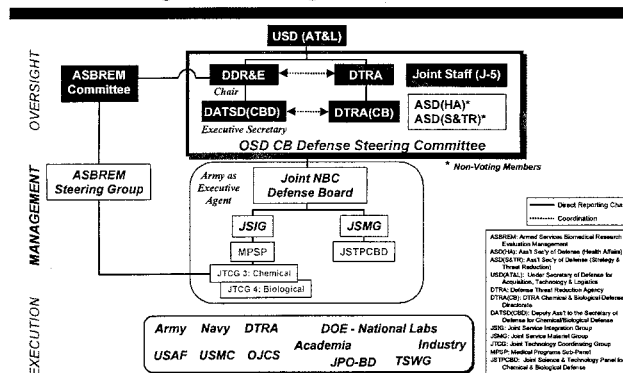 USD (AT&L)
OVERSIGHT
ASBREM
Committee
DDR&E
Chair
DTRA
Joint Staff (J-5)
DATSD(CBD)
Executive Secretary
DTRA(CB)
ASD(HA)*
ASD(S&TR)*
OSD CB Defense Steering Committee
* Non-Voting Members
MANAGEMENT
ASBREM
Steering Group
Army as
Executive
Agent
Joint NBC
Defense Board
JSIG
JSMG
MPSP
JSTPCBD
JTCG 3: Chemical
JTCG 4: Biological
Direct Reporting Cha
Coordination
ASBREM: Armed Services Biomedical Research
Evaluation Management
ASD(HA): Ass't Sec'y of Defense (Health Affairs)
ASD(S&TR): Ass't Sec'y of Defense (Strategy &
Threat Reduction)
USD(AT&L): Under Secretary of Defense for
Acquisition, Technology & Logistics
DTRA: Defense Threat Reduction Agency
DTRA(CB): DTRA Chemical & Biological Defense
Directorate
DATSD(CBD): Deputy Ass't to the Secretary of
Defense for Chemical/Biological Defense
JSIG: Joint Service Integration Group
JSMG: Joint Service Materiel Group
JTCG: Joint Technology Coordinating Group
MPSP: Medical Programs Sub-Panel
JSTPCBD: Joint Science & Technology Panel for
Chemical & Biological Defense
EXECUTION
Army Navy DTRA DOE - National Labs
Academia Industry
USAF USMC OJCS JPO-BD TSWG